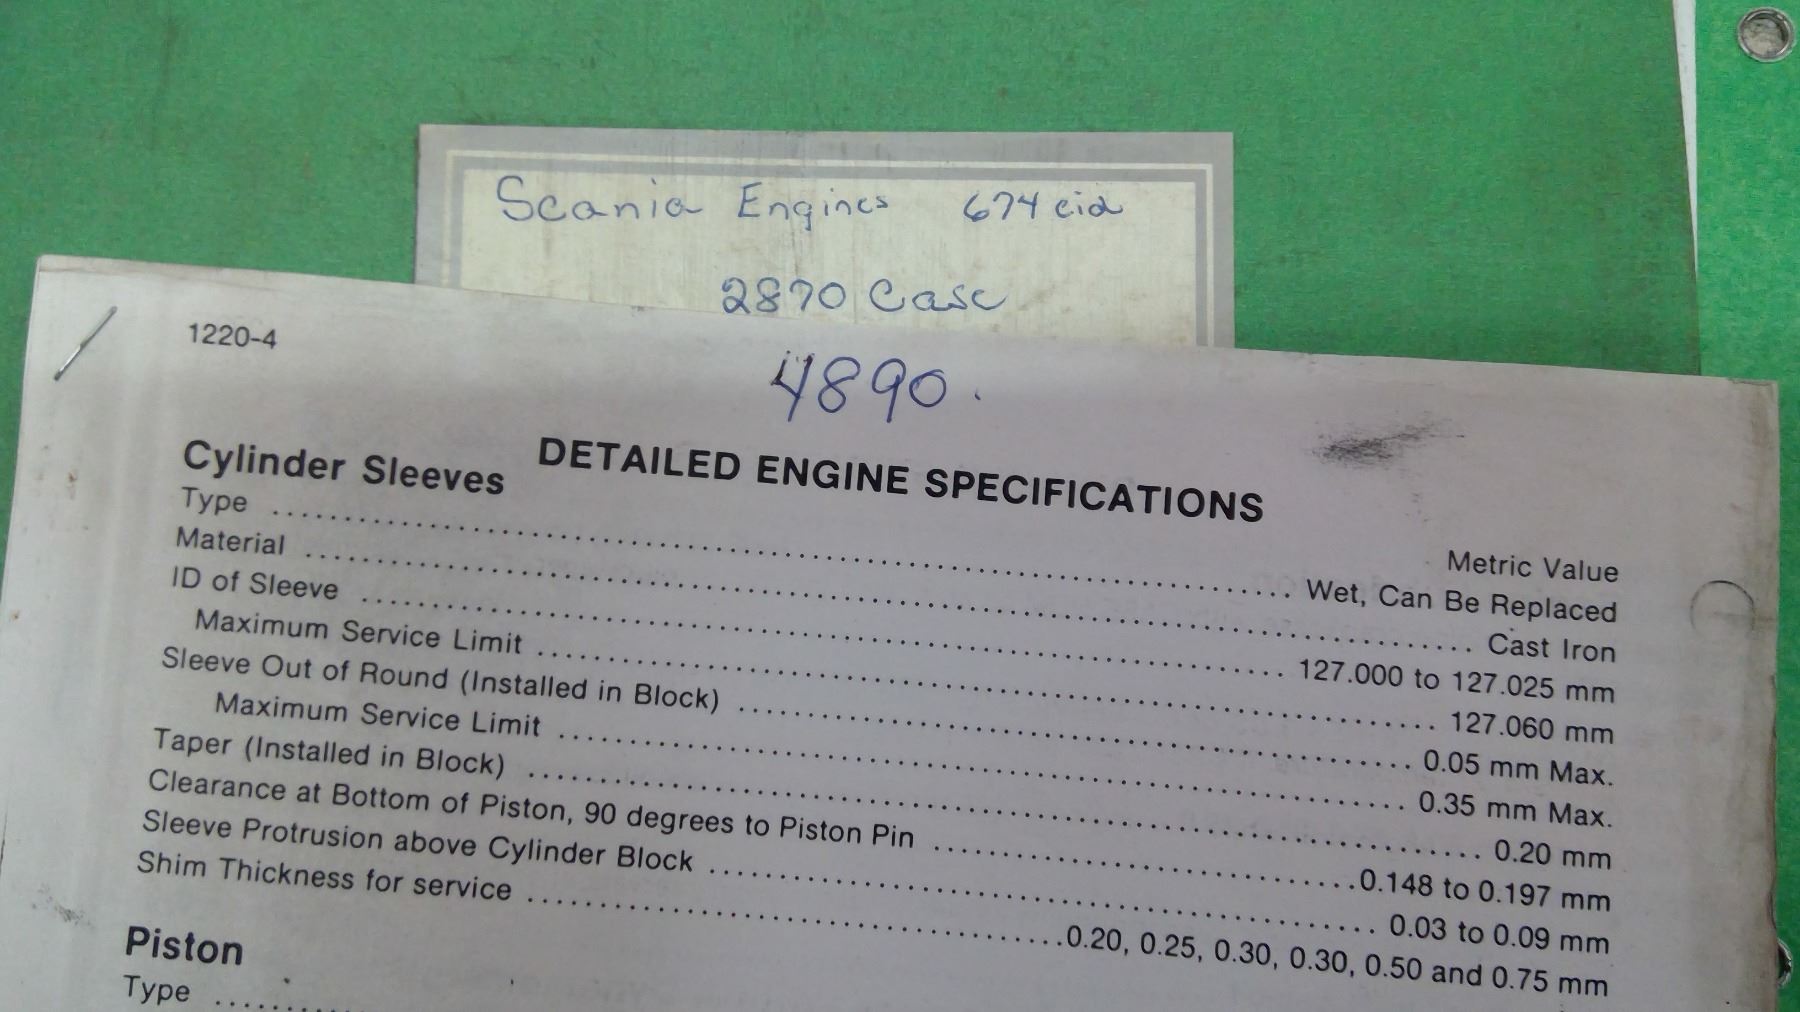 Scania Engines 674 cid
2870 Case
1220-4
4890.
DETAILED ENGINE SPECIFICATIONS
Cylinder Sleeves
Metric Value
Type ........ Wet, Can Be Replaced
Material ........ Cast Iron
ID of Sleeve ........ 127.000 to 127.025 mm
Maximum Service Limit ........ 127.060 mm
Sleeve Out of Round (Installed in Block) ........ 0.05 mm Max.
Maximum Service Limit ........ 0.35 mm Max.
Taper (Installed in Block) ........ 0.20 mm
Clearance at Bottom of Piston, 90 degrees to Piston Pin ........ 0.148 to 0.197 mm
Sleeve Protrusion above Cylinder Block ........ 0.03 to 0.09 mm
Shim Thickness for service ........ 0.20, 0.25, 0.30, 0.30, 0.50 and 0.75 mm
Piston
Type ........